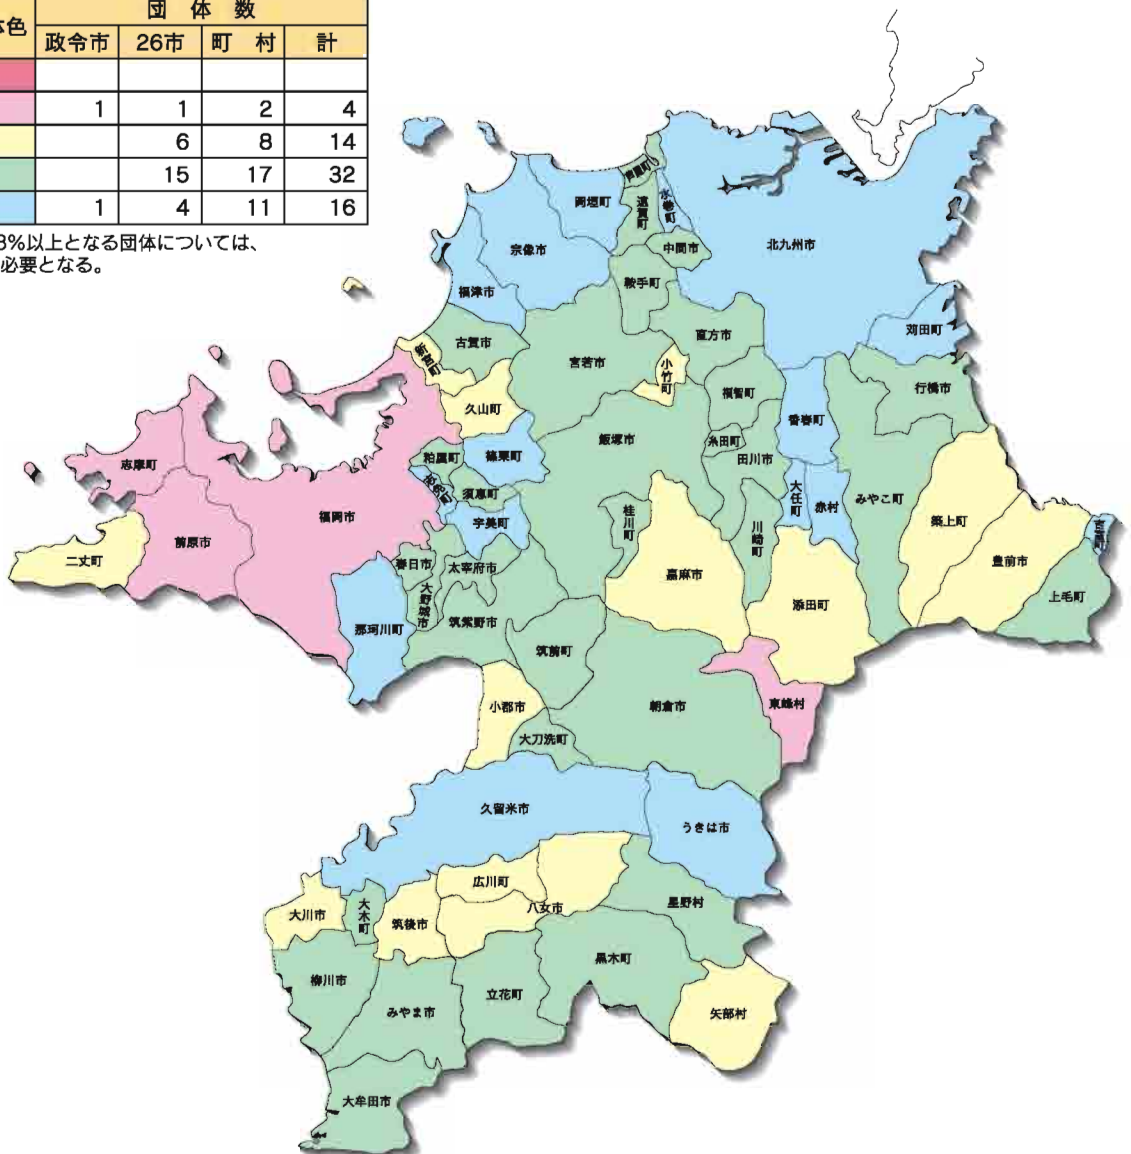 体色
団体数
政令市 26市 町村 計
1 1 2 4
6 8 14
15 17 32
1 4 11 16
8%以上となる団体については、
必要となる。
芦屋町
岡垣町
遠賀町
水巻町
北九州市
宗像市
中間市
鞍手町
福津市
苅田町
古賀市
直方市
新宮町
宮若市
小竹町
行橋市
福智町
久山町
香春町
飯塚市
糸田町
粕屋町
篠栗町
田川市
志摩町
志免町
須恵町
大任町
赤村
みやこ町
福岡市
宇美町
桂川町
川崎町
築上町
吉富町
前原市
二丈町
春日市
太宰府市
嘉麻市
豊前市
大野城市
添田町
上毛町
那珂川町
筑紫野市
筑前町
小郡市
朝倉市
東峰村
大刀洗町
久留米市
うきは市
広川町
大川市
大木町
筑後市
八女市
星野村
黒木町
柳川市
立花町
みやま市
矢部村
大牟田市